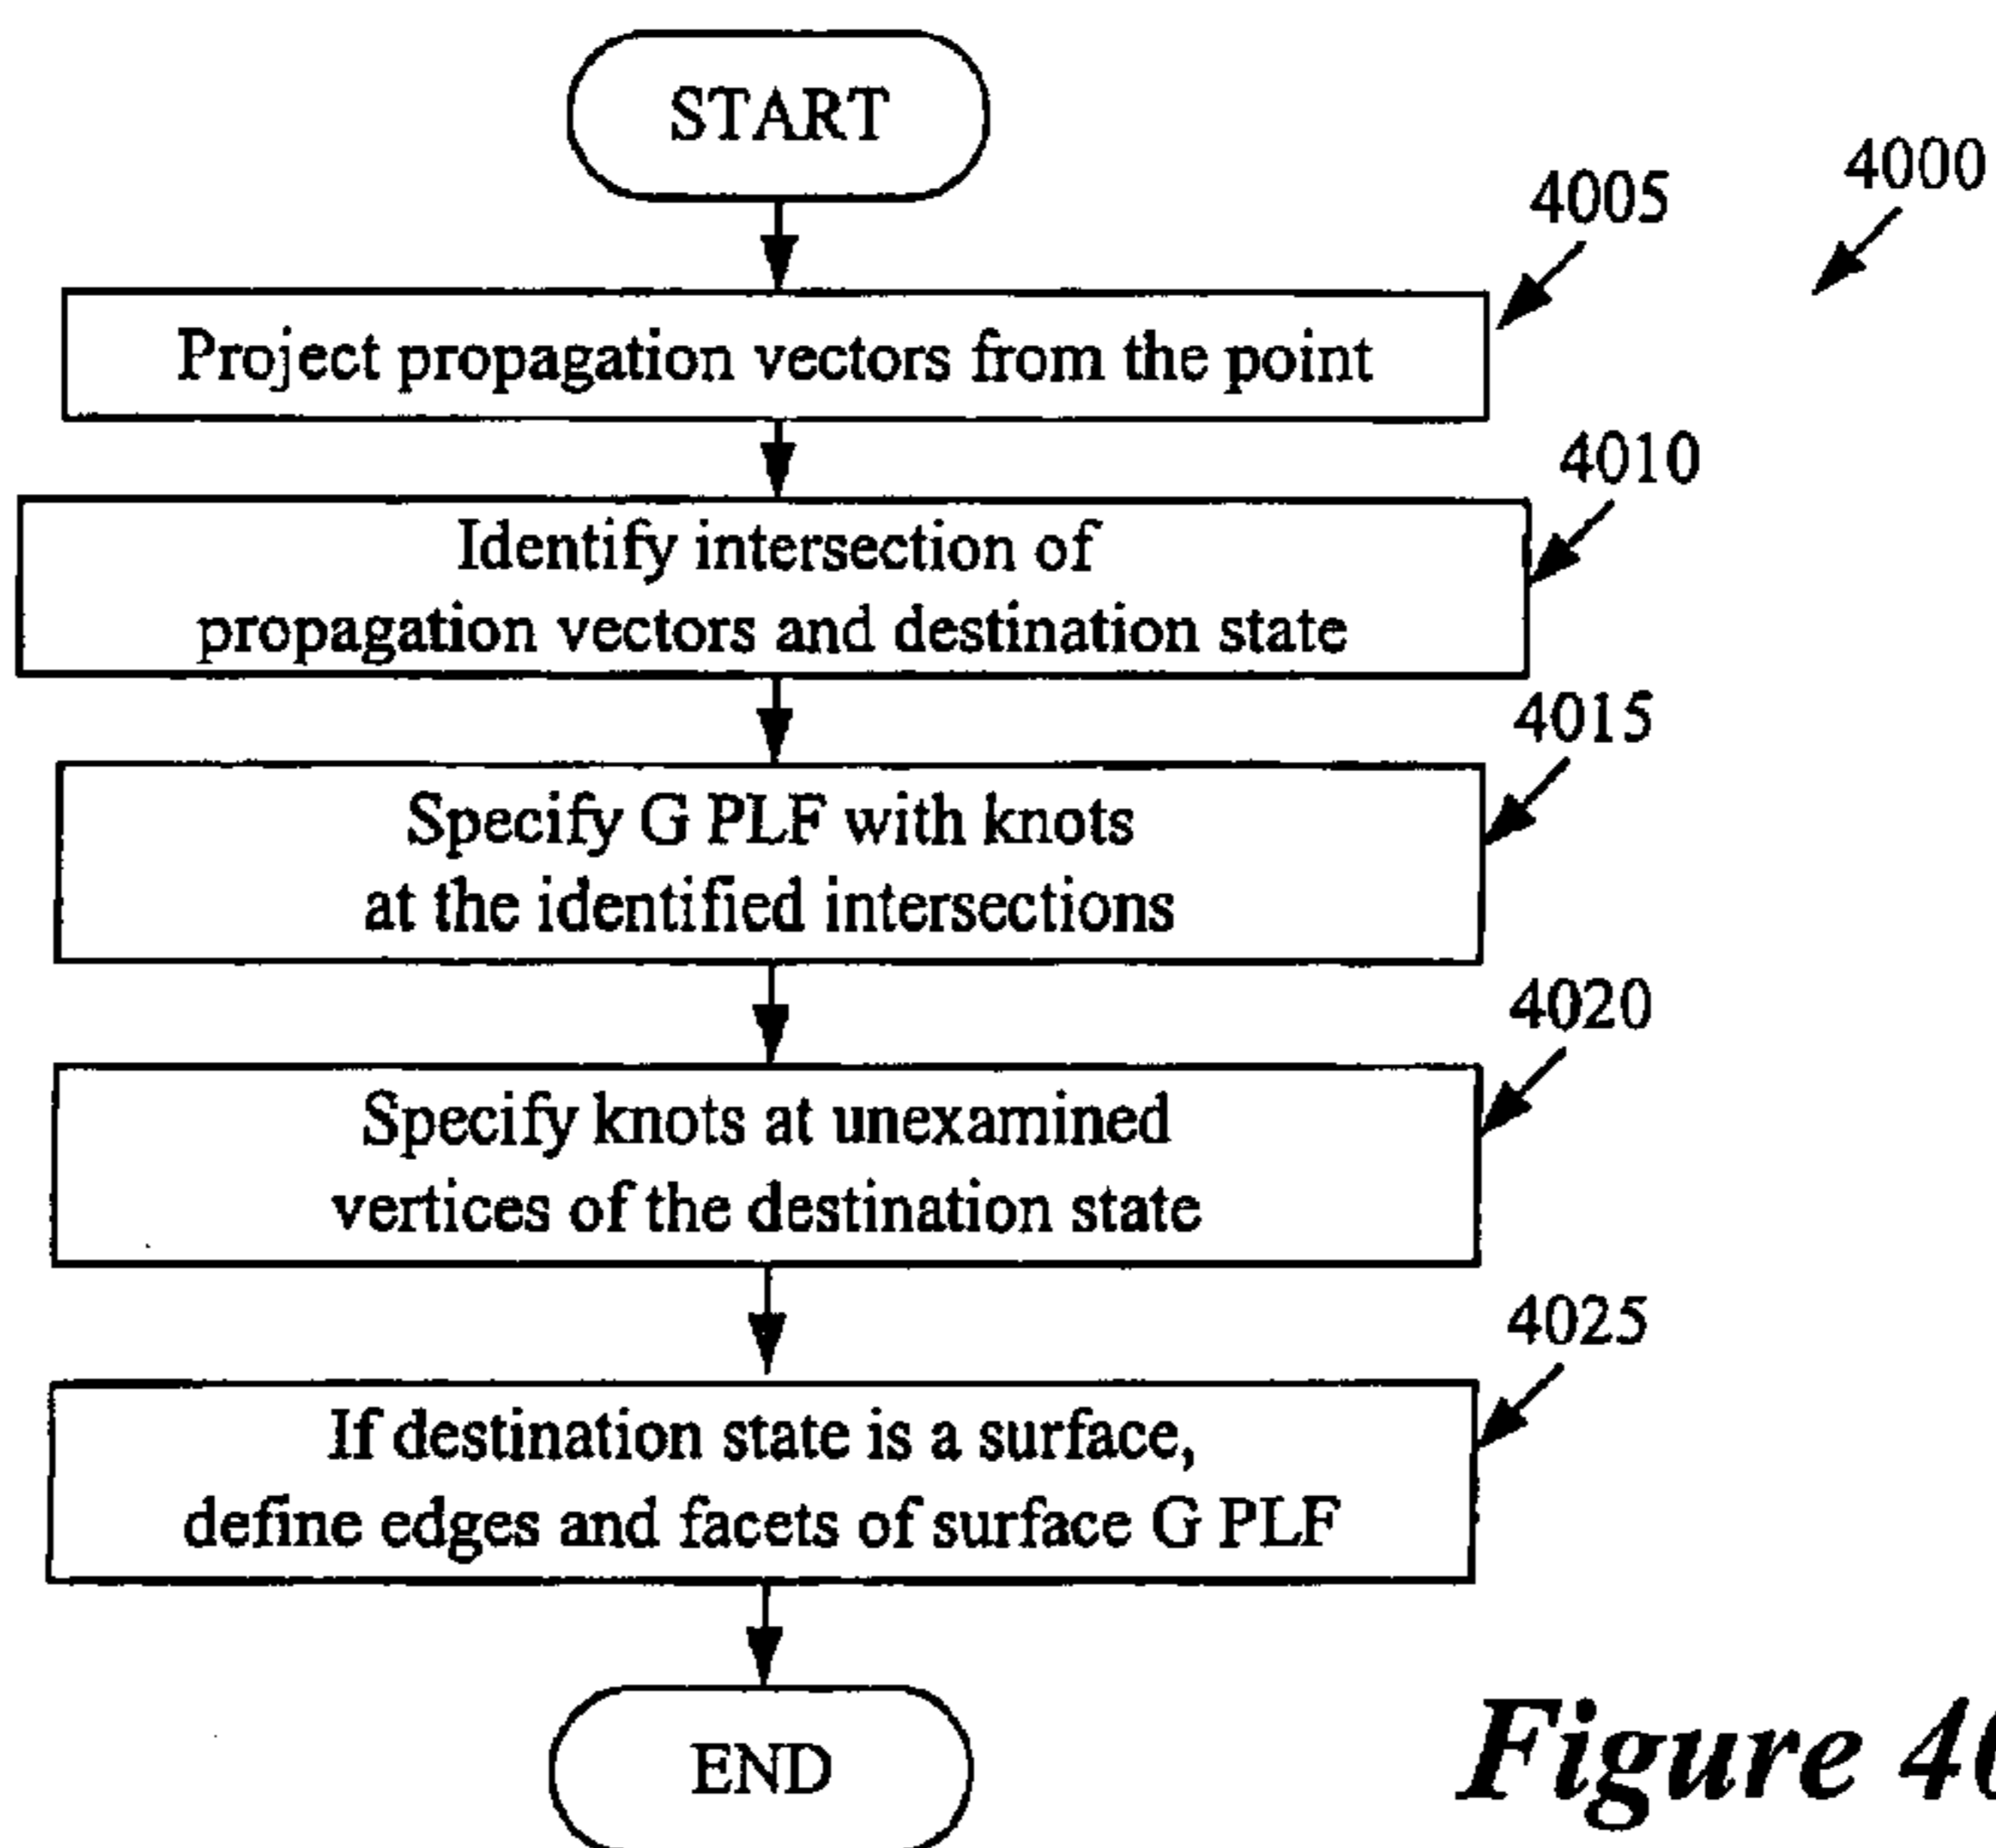 START
4000
4005
Project propagation vectors from the point
4010
Identify intersection of
propagation vectors and destination state
4015
Specify G PLF with knots
at the identified intersections
4020
Specify knots at unexamined
vertices of the destination state
4025
If destination state is a surface,
define edges and facets of surface G PLF
END
Figure 40